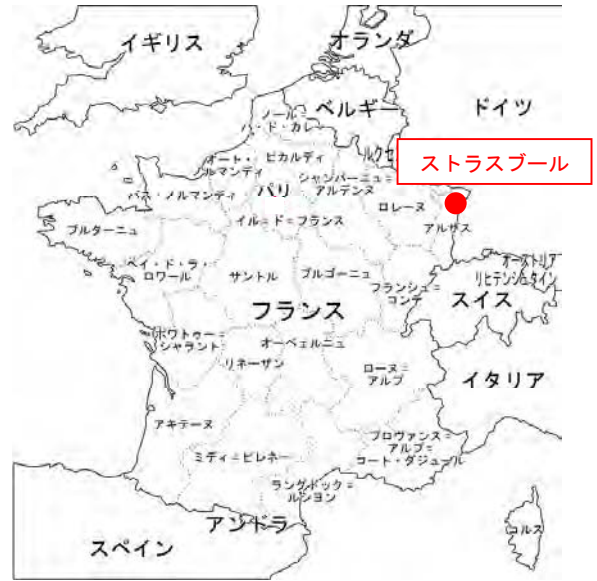 イギリス
オランダ
ベルギー
ドイツ
ノール=
パ・ド・カレー
ルクセ
ストラスブール
オート・
ルマンディ
ピカルディ
シャンパーニュ=
アルデンヌ
バス・ノルマンディ
パリ
ロレーヌ
イル=ド=フランス
アルザス
ブルターニュ
ペイ・ド・ラ・
ロワール
サントル
ブルゴーニュ
フランシュ=
コンテ
オーストリア
リヒテンシュタイン
スイス
フランス
ポワトゥー=
シャラント
オーベェルニュ
リネーザン
ローヌ=
アルプ
イタリア
アキテーヌ
ミディ=ピレネー
プロヴァンス=
アルプ=
コート・ダジュール
ラングドック=
ルシヨン
アンドラ
スペイン
コルス